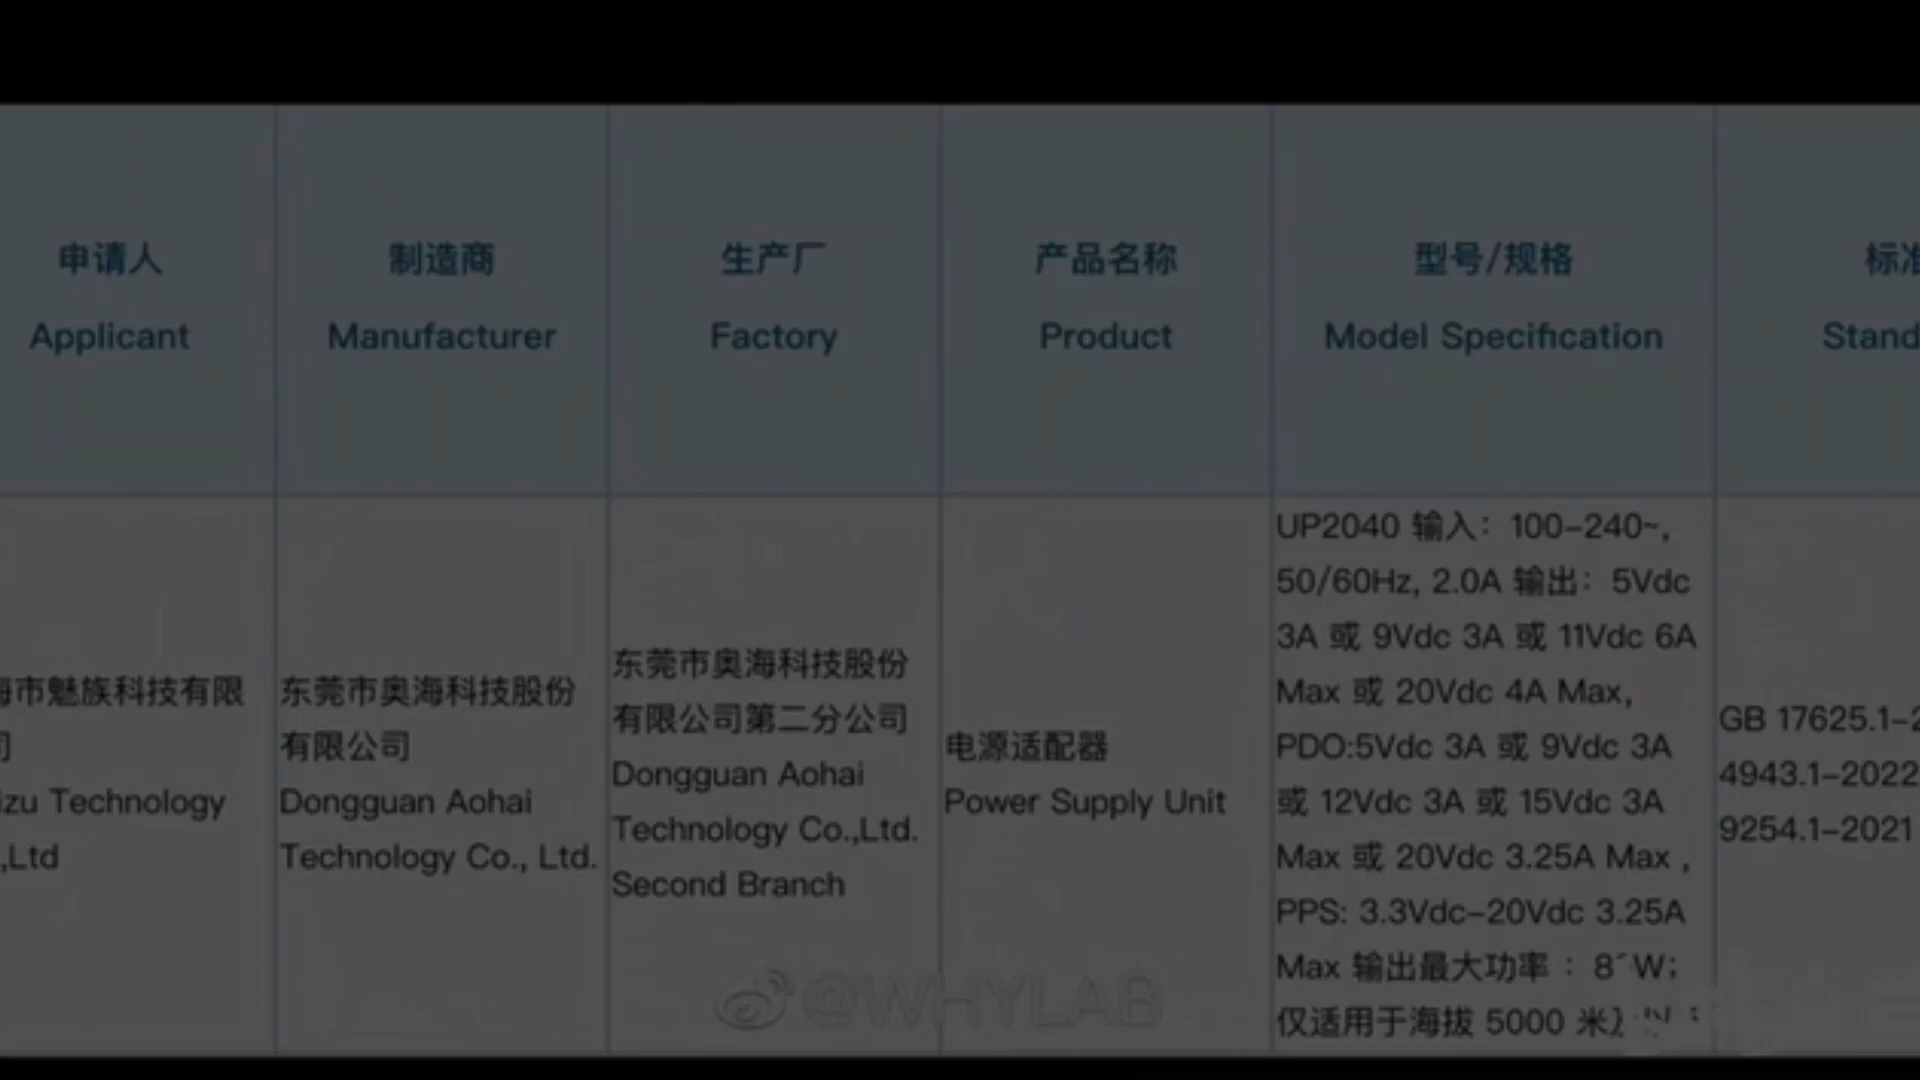 申请人
Applicant
制造商
Manufacturer
生产厂
Factory
产品名称
Product
型号/规格
Model Specification
标准
Stand
海市魅族科技有限
司
izu Technology
.,Ltd
东莞市奥海科技股份
有限公司
Dongguan Aohai
Technology Co., Ltd.
东莞市奥海科技股份
有限公司第二分公司
Dongguan Aohai
Technology Co.,Ltd.
Second Branch
电源适配器
Power Supply Unit
UP2040 输入：100-240~,
50/60Hz, 2.0A 输出：5Vdc
3A 或 9Vdc 3A 或 11Vdc 6A
Max 或 20Vdc 4A Max,
PDO:5Vdc 3A 或 9Vdc 3A
或 12Vdc 3A 或 15Vdc 3A
Max 或 20Vdc 3.25A Max ,
PPS: 3.3Vdc-20Vdc 3.25A
Max 输出最大功率： W;
仅适用于海拔 5000 米
GB 17625.1-2
4943.1-2022
9254.1-2021
@WHYLAB